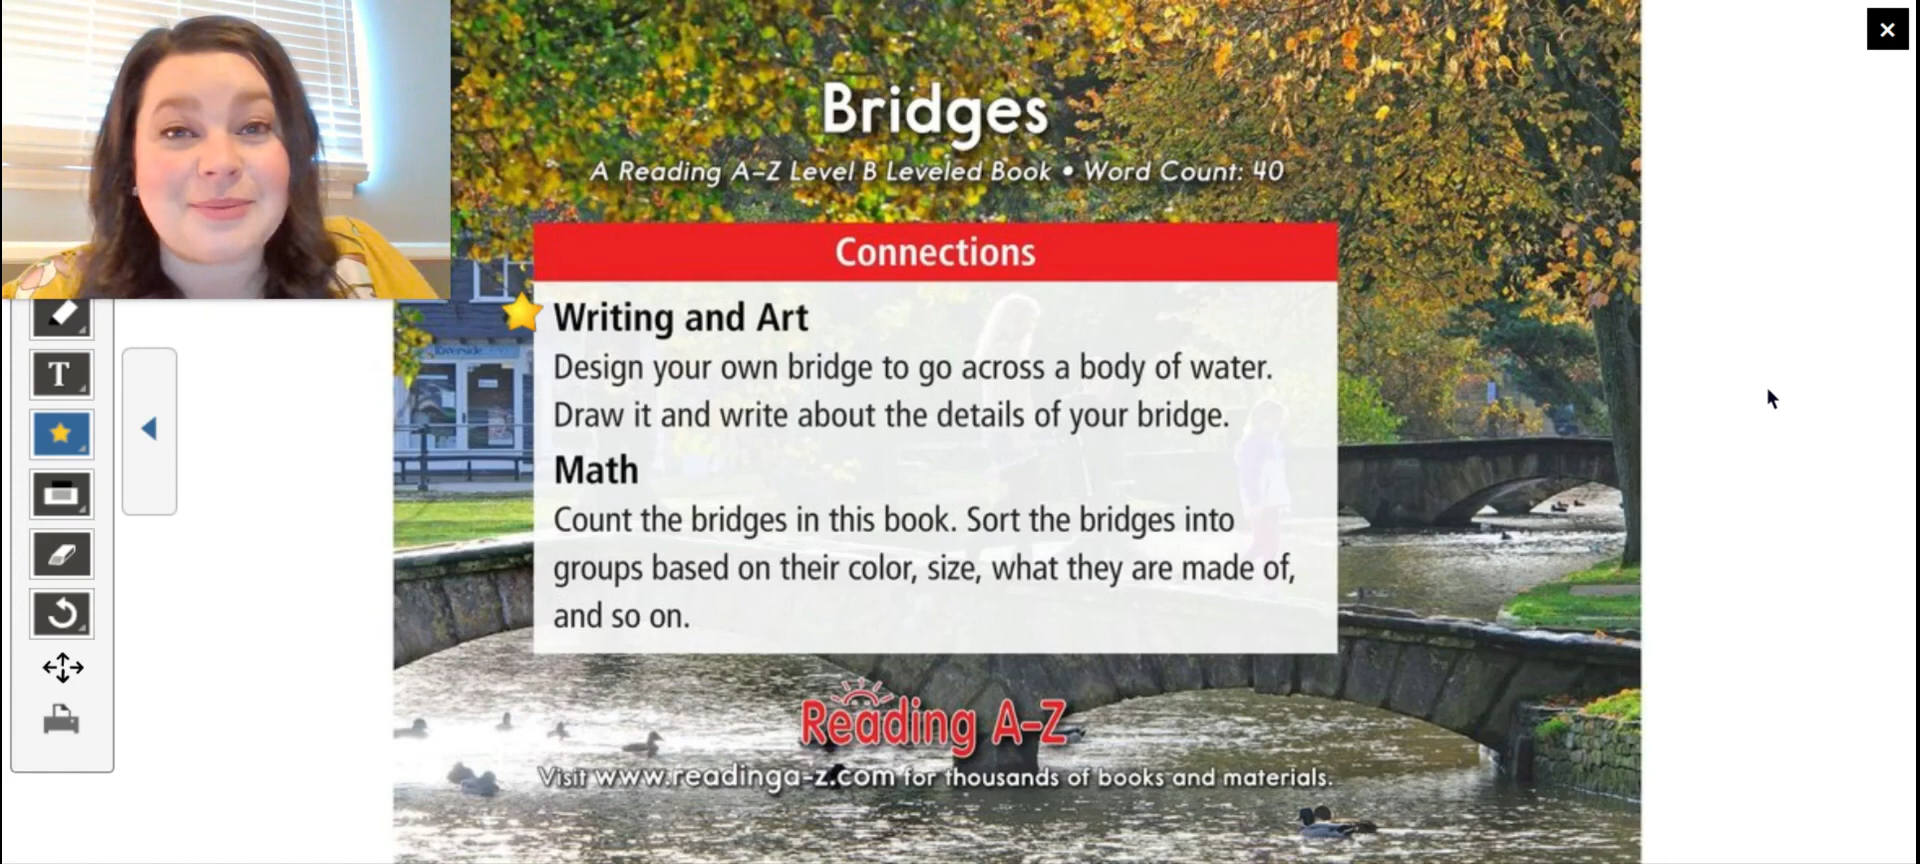 Bridges
A Reading A–Z Level B Leveled Book • Word Count: 40
Connections
Writing and Art
Design your own bridge to go across a body of water.
Draw it and write about the details of your bridge.
Math
Count the bridges in this book. Sort the bridges into
groups based on their color, size, what they are made of,
and so on.
Riverside
T
Reading A–Z
Visit www.readinga-z.com for thousands of books and materials.